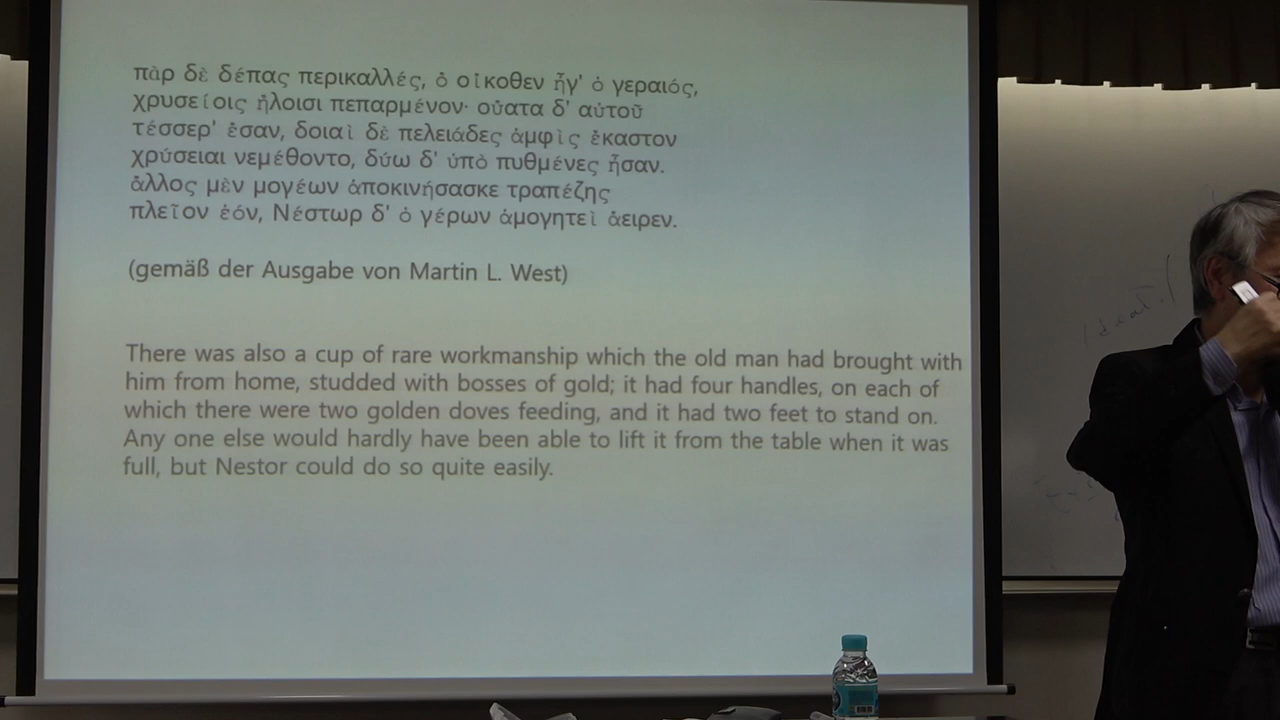 πὰρ δὲ δέπας περικαλλές, ὃ οἴκοθεν ἦγ' ὁ γεραιός,
χρυσείοις ἥλοισι πεπαρμένον· οὔατα δ' αὐτοῦ
τέσσερ' ἔσαν, δοιαὶ δὲ πελειάδες ἀμφὶς ἕκαστον
χρύσειαι νεμέθοντο, δύω δ' ὑπὸ πυθμένες ἦσαν.
ἄλλος μὲν μογέων ἀποκινήσασκε τραπέζης
πλεῖον ἐόν, Νέστωρ δ' ὁ γέρων ἀμογητεὶ ἄειρεν.
(gemäß der Ausgabe von Martin L. West)
There was also a cup of rare workmanship which the old man had brought with
him from home, studded with bosses of gold; it had four handles, on each of
which there were two golden doves feeding, and it had two feet to stand on.
Any one else would hardly have been able to lift it from the table when it was
full, but Nestor could do so quite easily.